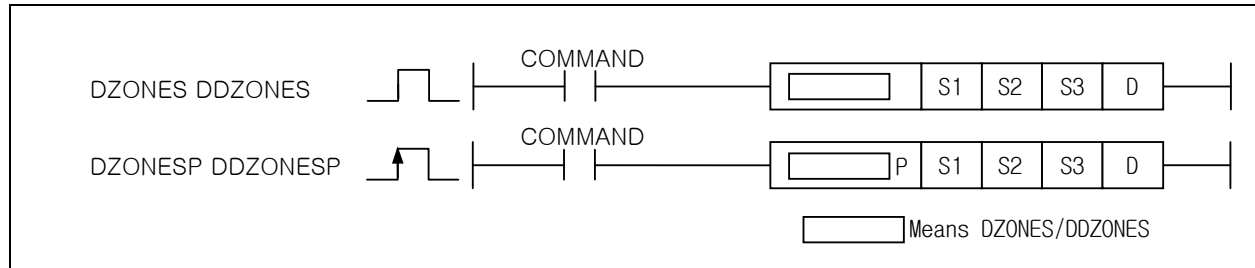 COMMAND
DZONES DDZONES S1 S2 S3 D
COMMAND
DZONESP DDZONESP P S1 S2 S3 D
Means DZONES/DDZONES